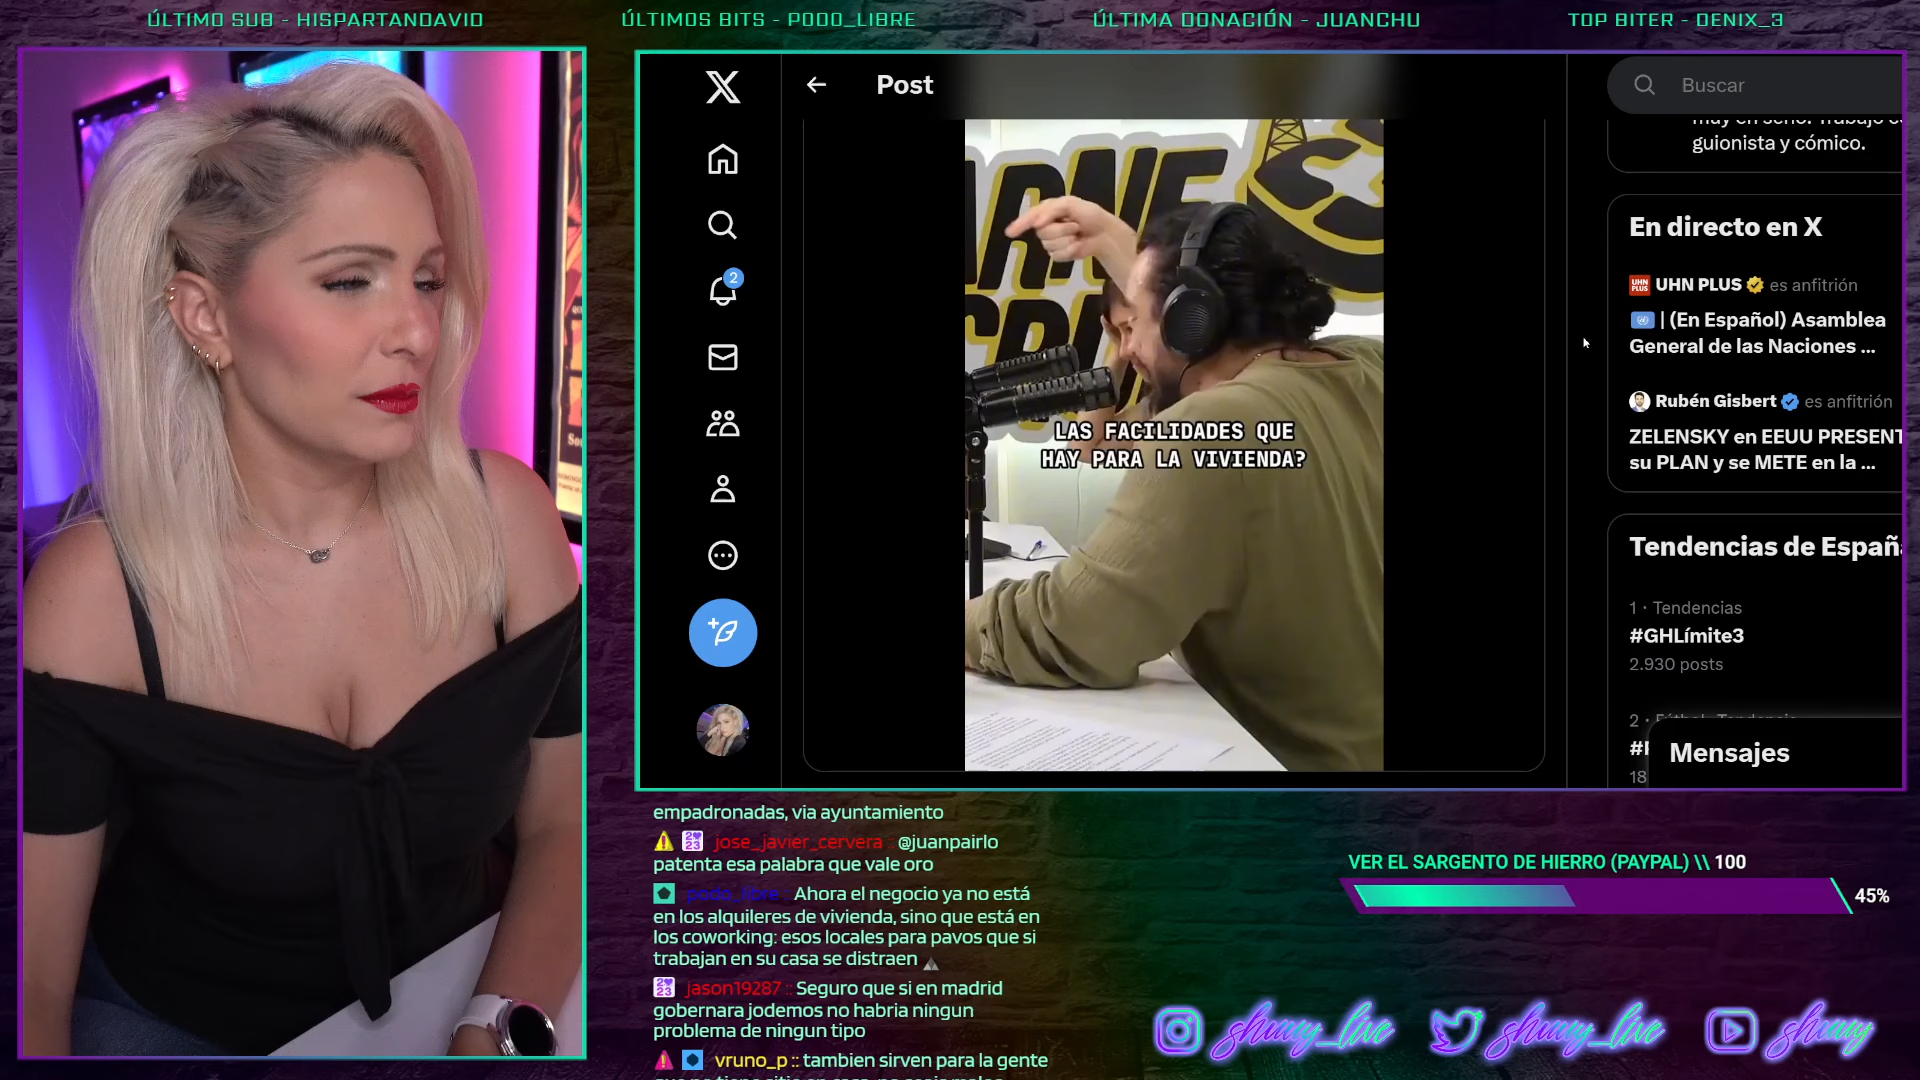 ÚLTIMO SUB - HISPARTANDAVID
ÚLTIMOS BITS - PODO_LIBRE
ÚLTIMA DONACIÓN - JUANCHU
TOP BITER - DENIX_3
Post
Buscar
guionista y cómico.
En directo en X
UHN PLUS es anfitrión
| (En Español) Asamblea
General de las Naciones ...
Rubén Gisbert es anfitrión
ZELENSKY en EEUU PRESENT
su PLAN y se METE en la ...
Tendencias de España
1 · Tendencias
#GHLímite3
2.930 posts
2
18
Mensajes
2
LAS FACILIDADES QUE
HAY PARA LA VIVIENDA?
empadronadas, via ayuntamiento
jose_javier_cervera :: @juanpairlo
patenta esa palabra que vale oro
podo_libre :: Ahora el negocio ya no está
en los alquileres de vivienda, sino que está en
los coworking: esos locales para pavos que si
trabajan en su casa se distraen
jason19287 :: Seguro que si en madrid
gobernara jodemos no habria ningun
problema de ningun tipo
vruno_p :: tambien sirven para la gente
VER EL SARGENTO DE HIERRO (PAYPAL) \\ 100
45%